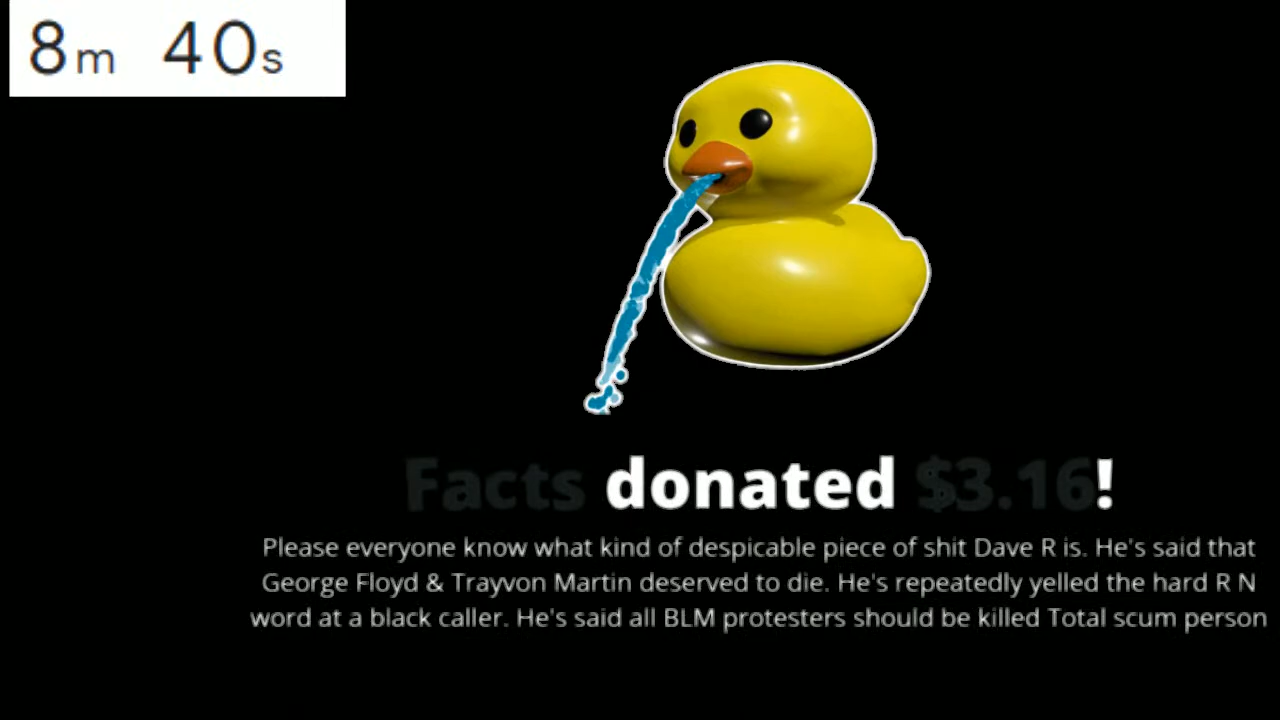 8m 40s
Facts donated $3.16!
Please everyone know what kind of despicable piece of shit Dave R is. He's said that
George Floyd & Trayvon Martin deserved to die. He's repeatedly yelled the hard R N
word at a black caller. He's said all BLM protesters should be killed Total scum person